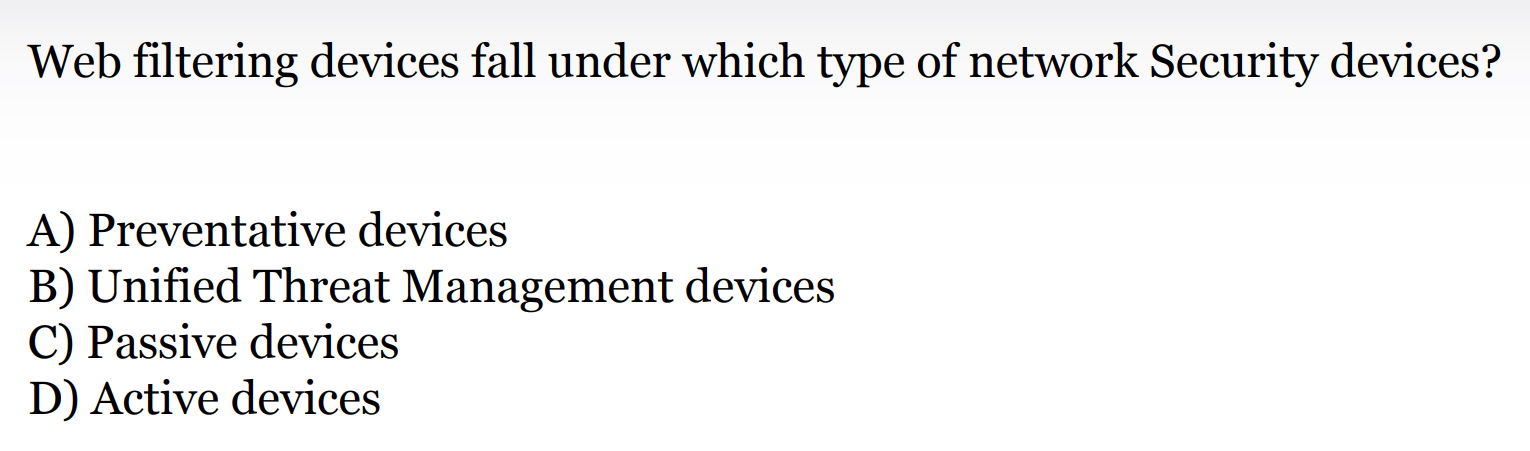 Web filtering devices fall under which type of network Security devices?
A) Preventative devices
B) Unified Threat Management devices
C) Passive devices
D) Active devices